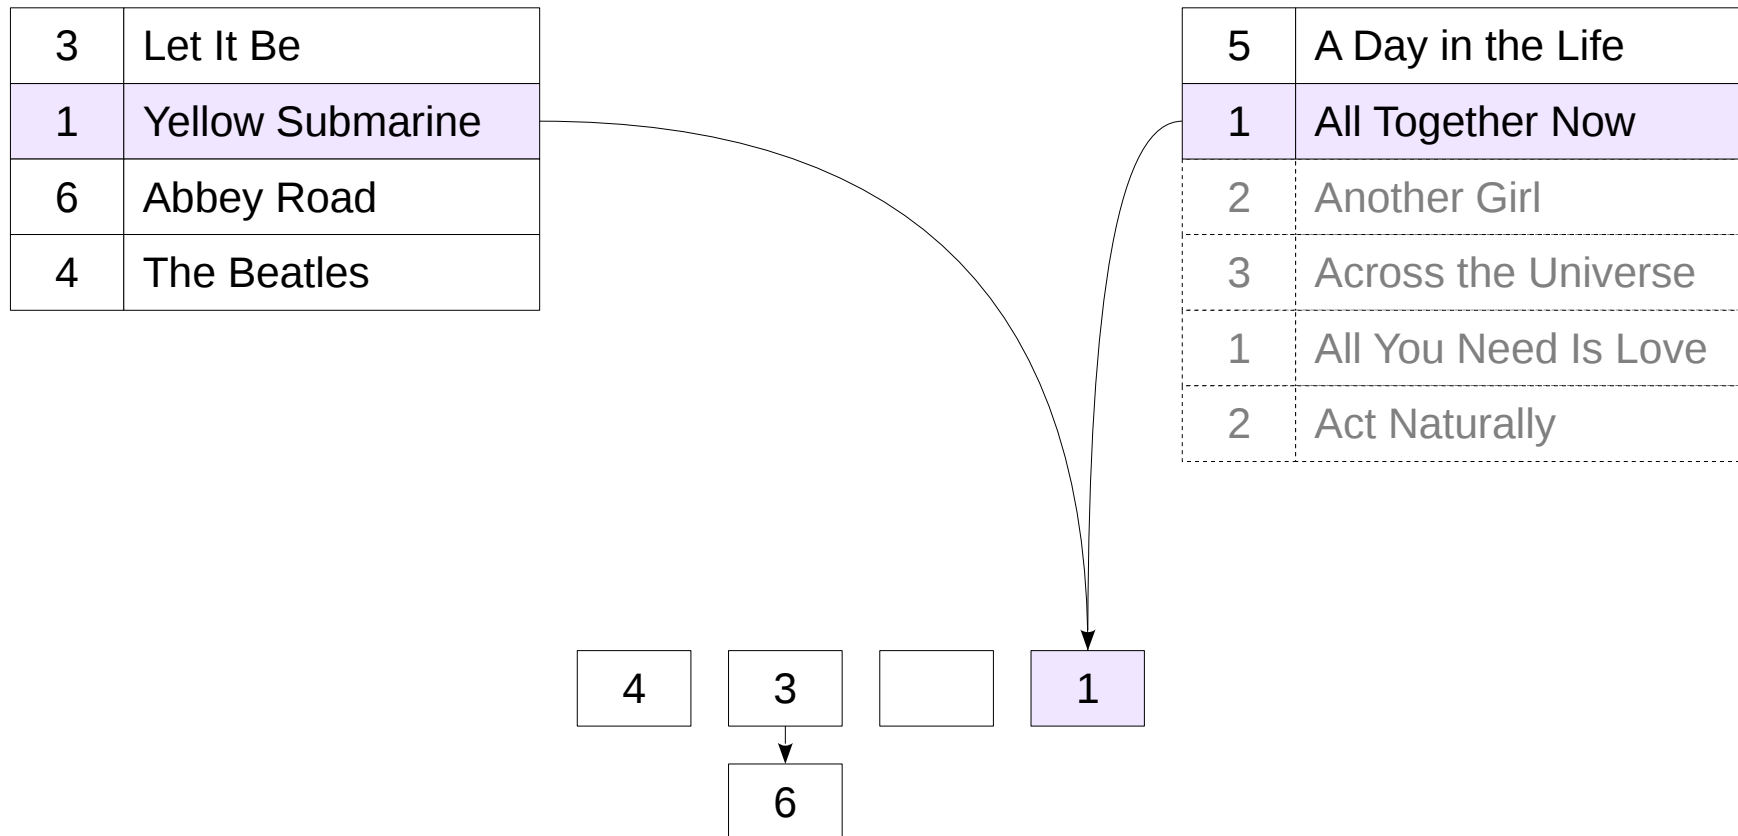 3 Let It Be
1 Yellow Submarine
6 Abbey Road
4 The Beatles
5 A Day in the Life
1 All Together Now
2 Another Girl
3 Across the Universe
1 All You Need Is Love
2 Act Naturally
4 3 1
6